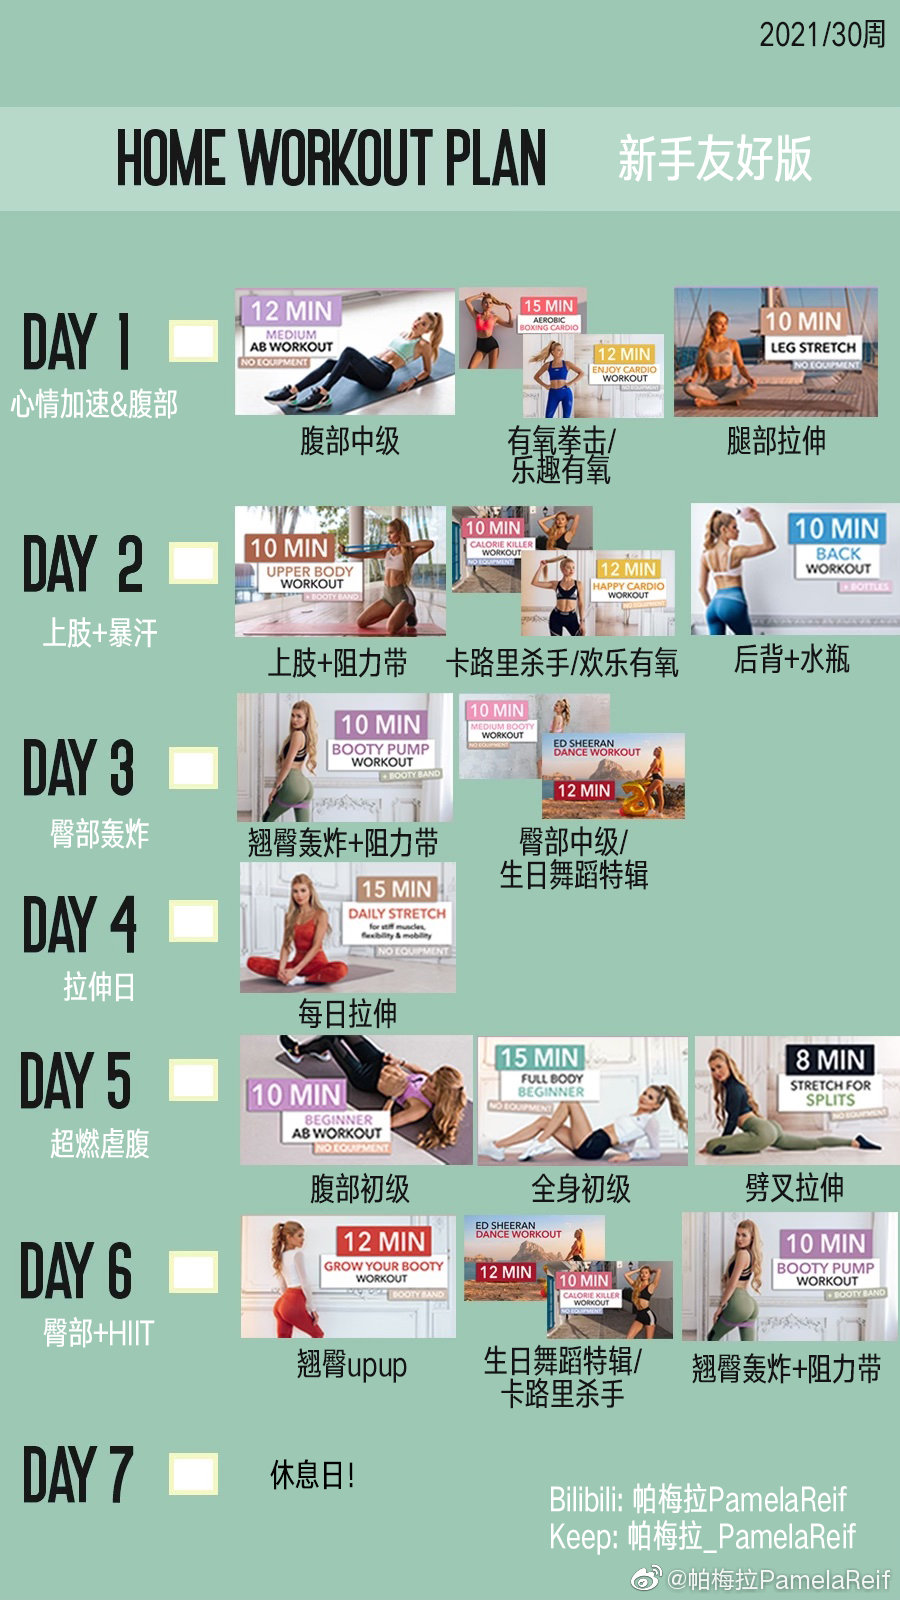 2021/30周
HOME WORKOUT PLAN
新手友好版
DAY 1
心情加速&腹部
12 MIN
MEDIUM
AB WORKOUT
NO EQUIPMENT
腹部中级
15 MIN
AEROBIC
BOXING CARDIO
12 MIN
ENJOY CARDIO
WORKOUT
NO EQUIPMENT
有氧拳击/
乐趣有氧
10 MIN
LEG STRETCH
NO EQUIPMENT
腿部拉伸
DAY 2
上肢+暴汗
10 MIN
UPPER BODY
WORKOUT
+ BOOTY BAND
上肢+阻力带
10 MIN
CALORIE KILLER
WORKOUT
NO EQUIPMENT
12 MIN
HAPPY CARDIO
WORKOUT
NO EQUIPMENT
卡路里杀手/欢乐有氧
10 MIN
BACK
WORKOUT
+ BOTTLES
后背+水瓶
DAY 3
臀部轰炸
10 MIN
BOOTY PUMP
WORKOUT
+ BOOTY BAND
翘臀轰炸+阻力带
10 MIN
MEDIUM BOOTY
WORKOUT
NO EQUIPMENT
ED SHEERAN
DANCE WORKOUT
12 MIN
臀部中级/
生日舞蹈特辑
DAY 4
拉伸日
15 MIN
DAILY STRETCH
for stiff muscles,
flexibility & mobility
NO EQUIPMENT
每日拉伸
DAY 5
超燃虐腹
10 MIN
BEGINNER
AB WORKOUT
NO EQUIPMENT
腹部初级
15 MIN
FULL BODY
BEGINNER
NO EQUIPMENT
全身初级
8 MIN
STRETCH FOR
SPLITS
NO EQUIPMENT
劈叉拉伸
DAY 6
臀部+HIIT
12 MIN
GROW YOUR BOOTY
WORKOUT
+ BOOTY BAND
翘臀upup
ED SHEERAN
DANCE WORKOUT
12 MIN
10 MIN
CALORIE KILLER
WORKOUT
NO EQUIPMENT
生日舞蹈特辑/
卡路里杀手
10 MIN
BOOTY PUMP
WORKOUT
+ BOOTY BAND
翘臀轰炸+阻力带
DAY 7
休息日!
Bilibili: 帕梅拉PamelaReif
Keep: 帕梅拉_PamelaReif
@帕梅拉PamelaReif